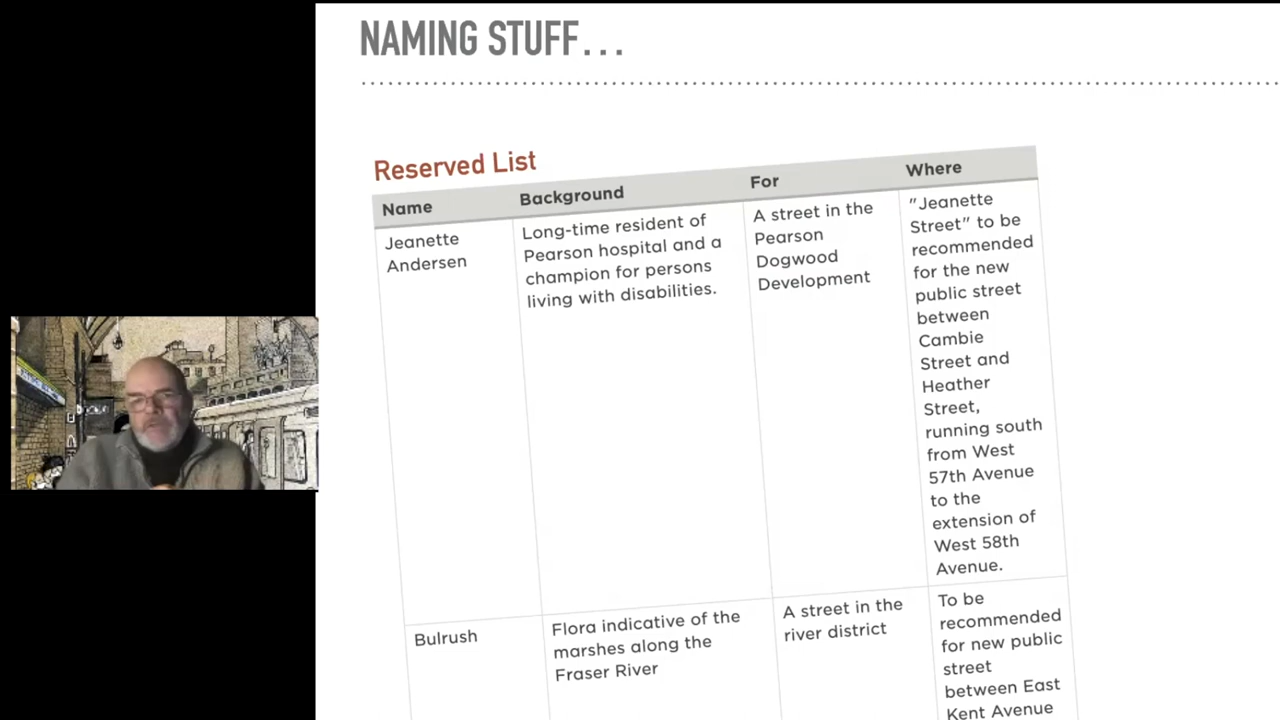 NAMING STUFF...
Reserved List
Name Background For Where
Jeanette
Andersen
Long-time resident of
Pearson hospital and a
champion for persons
living with disabilities.
A street in the
Pearson
Dogwood
Development
"Jeanette
Street" to be
recommended
for the new
public street
between
Cambie
Street and
Heather
Street,
running south
from West
57th Avenue
to the
extension of
West 58th
Avenue.
Bulrush
Flora indicative of the
marshes along the
Fraser River
A street in the
river district
To be
recommended
for new public
street
between East
Kent Avenue